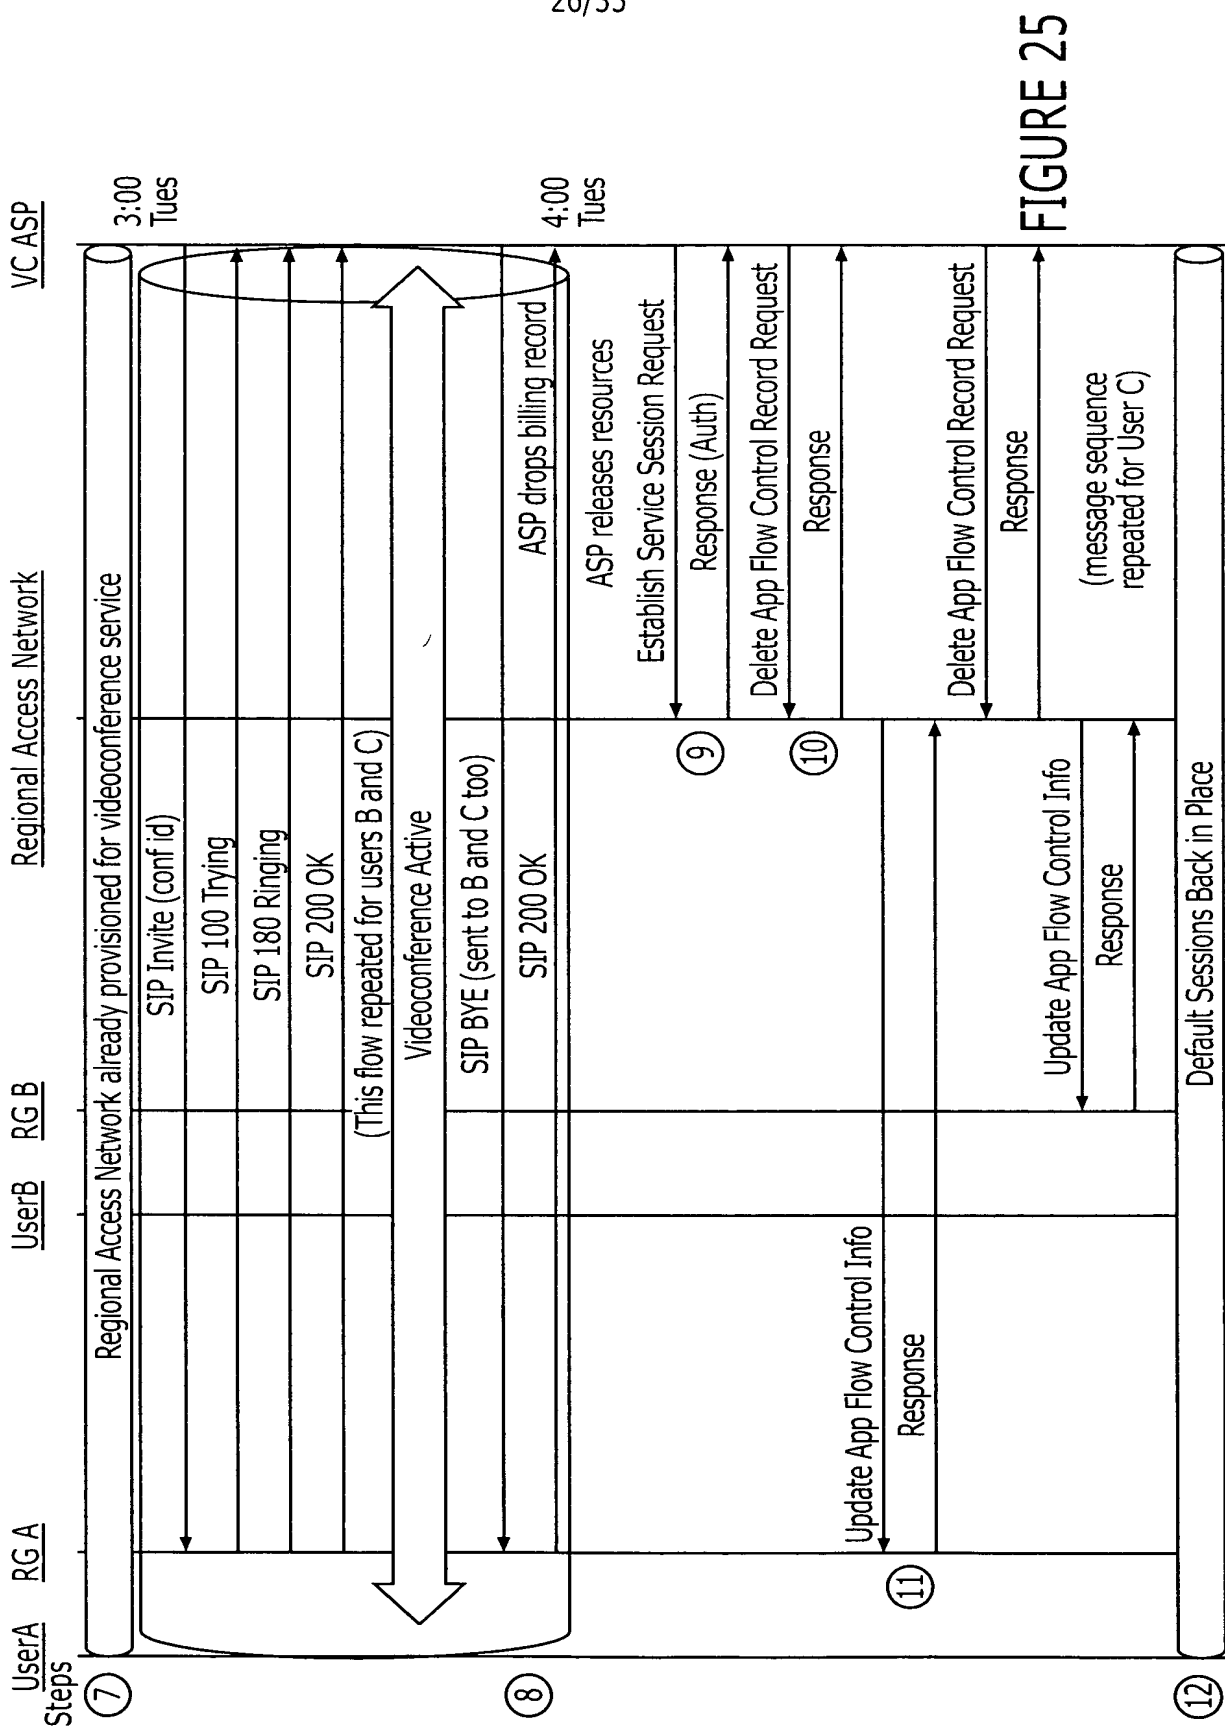 26/35
UserA
RG A
UserB
RG B
Regional Access Network
VC ASP
Steps
7
Regional Access Network already provisioned for videoconference service
3:00
Tues
SIP Invite (conf id)
SIP 100 Trying
SIP 180 Ringing
SIP 200 OK
(This flow repeated for users B and C)
Videoconference Active
8
SIP BYE (sent to B and C too)
SIP 200 OK
ASP drops billing record
4:00
Tues
ASP releases resources
Establish Service Session Request
9
Response (Auth)
Delete App Flow Control Record Request
10
Response
Update App Flow Control Info
11
Response
Delete App Flow Control Record Request
Response
Update App Flow Control Info
Response
(message sequence
repeated for User C)
12
Default Sessions Back in Place
FIGURE 25